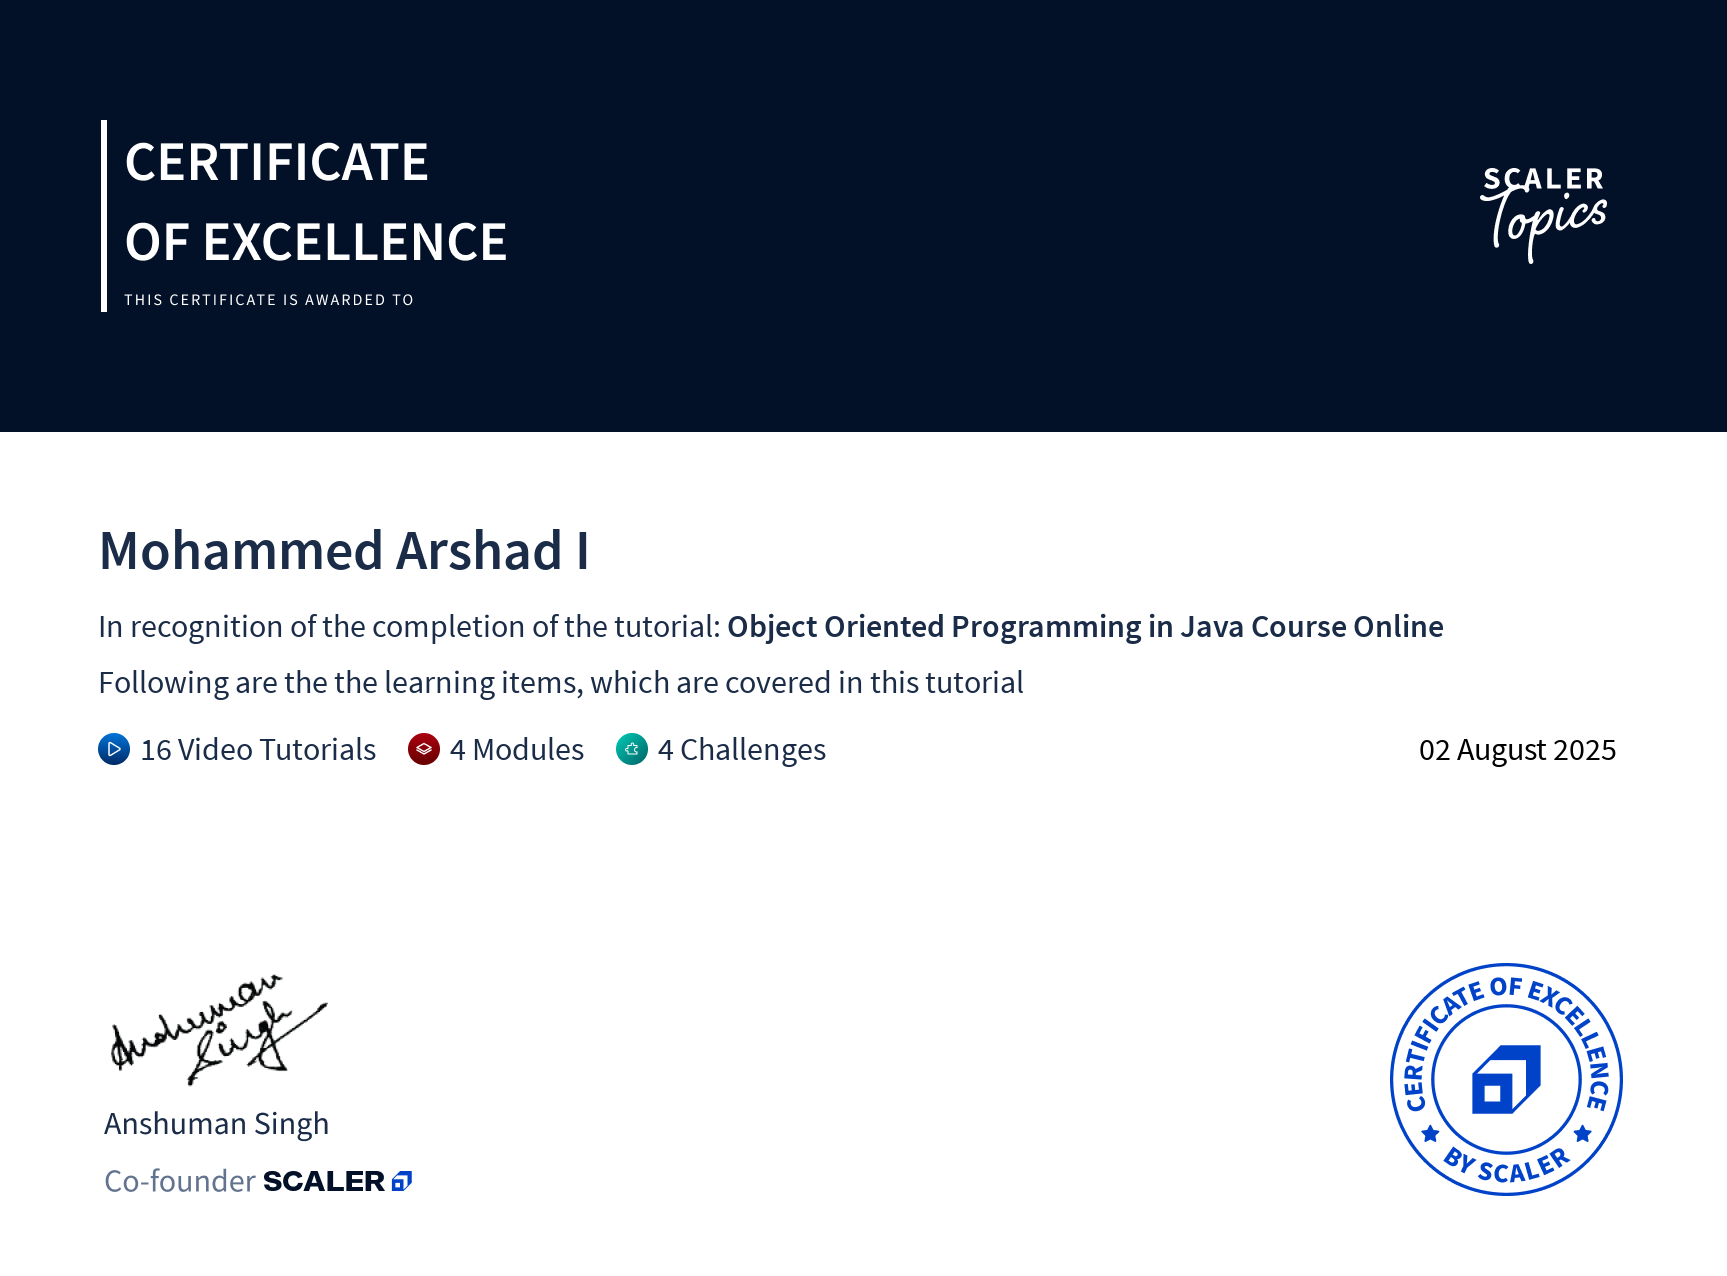 CERTIFICATE
OF EXCELLENCE
THIS CERTIFICATE IS AWARDED TO
SCALER
Topics
Mohammed Arshad I
In recognition of the completion of the tutorial: Object Oriented Programming in Java Course Online
Following are the the learning items, which are covered in this tutorial
16 Video Tutorials 4 Modules 4 Challenges 02 August 2025
Anshuman
Singh
Anshuman Singh
Co-founder SCALER
CERTIFICATE OF EXCELLENCE
BY SCALER